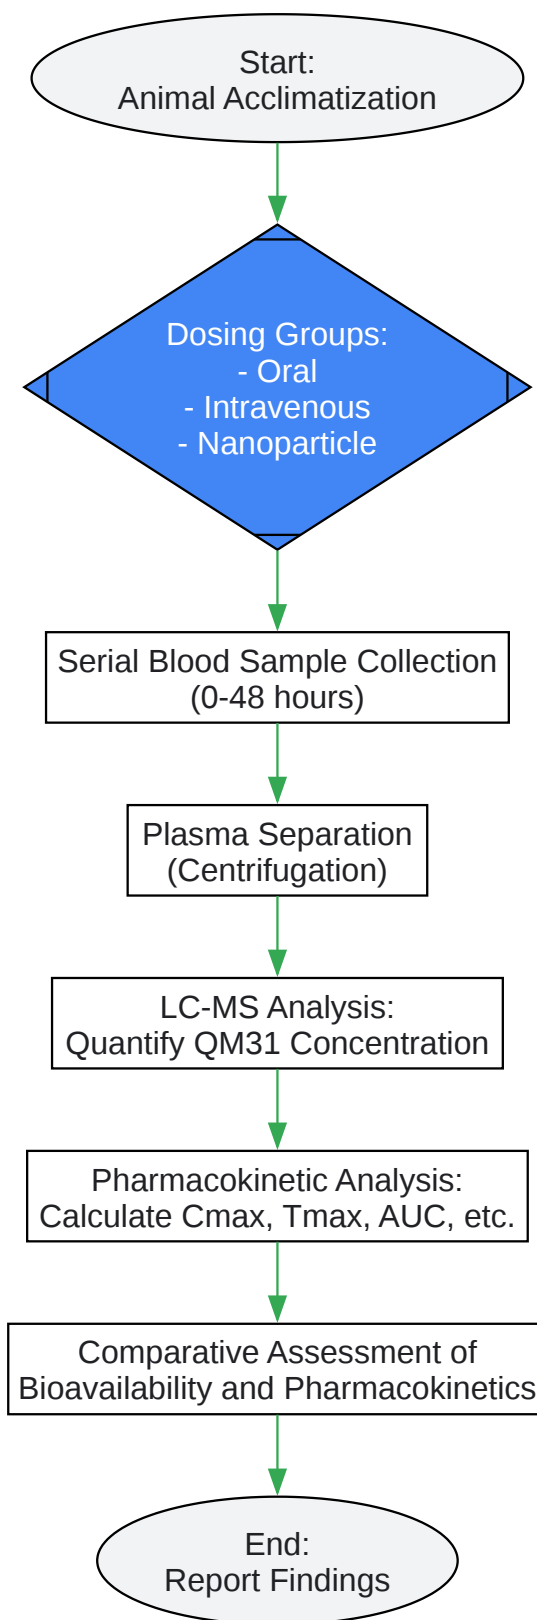 Start:
Animal Acclimatization
Dosing Groups:
- Oral
- Intravenous
- Nanoparticle
Serial Blood Sample Collection
(0-48 hours)
Plasma Separation
(Centrifugation)
LC-MS Analysis:
Quantify QM31 Concentration
Pharmacokinetic Analysis:
Calculate Cmax, Tmax, AUC, etc.
Comparative Assessment of
Bioavailability and Pharmacokinetics
End:
Report Findings